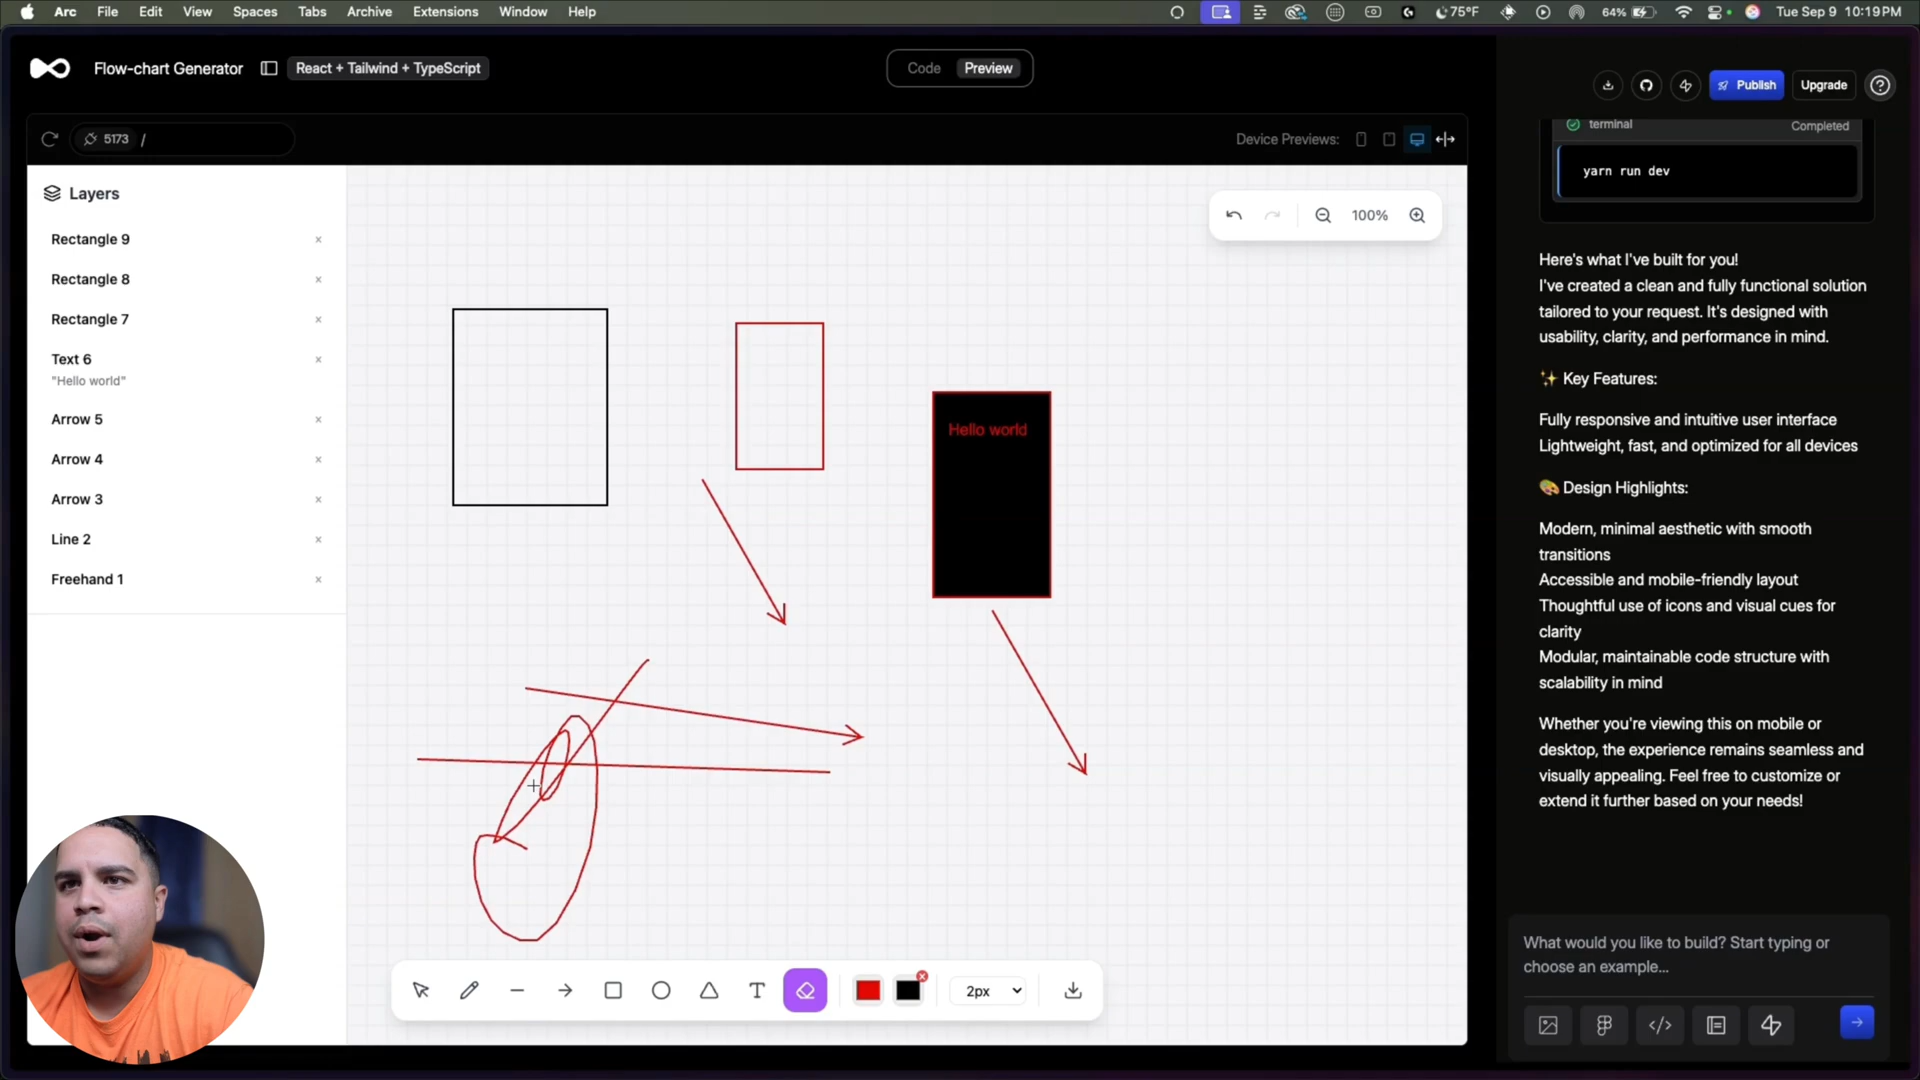 Arc File Edit View Spaces Tabs Archive Extensions Window Help 75°F 64% Tue Sep 9 10:19 PM
Flow-chart Generator React + Tailwind + TypeScript Code Preview
Publish Upgrade
5173 / Device Previews:
Layers
Rectangle 9
Rectangle 8
Rectangle 7
Text 6
"Hello world"
Arrow 5
Arrow 4
Arrow 3
Line 2
Freehand 1
100%
Hello world
2px
terminal Completed
yarn run dev
Here's what I've built for you!
I've created a clean and fully functional solution
tailored to your request. It's designed with
usability, clarity, and performance in mind.
✨ Key Features:
Fully responsive and intuitive user interface
Lightweight, fast, and optimized for all devices
🎨 Design Highlights:
Modern, minimal aesthetic with smooth
transitions
Accessible and mobile-friendly layout
Thoughtful use of icons and visual cues for
clarity
Modular, maintainable code structure with
scalability in mind
Whether you're viewing this on mobile or
desktop, the experience remains seamless and
visually appealing. Feel free to customize or
extend it further based on your needs!
What would you like to build? Start typing or
choose an example...